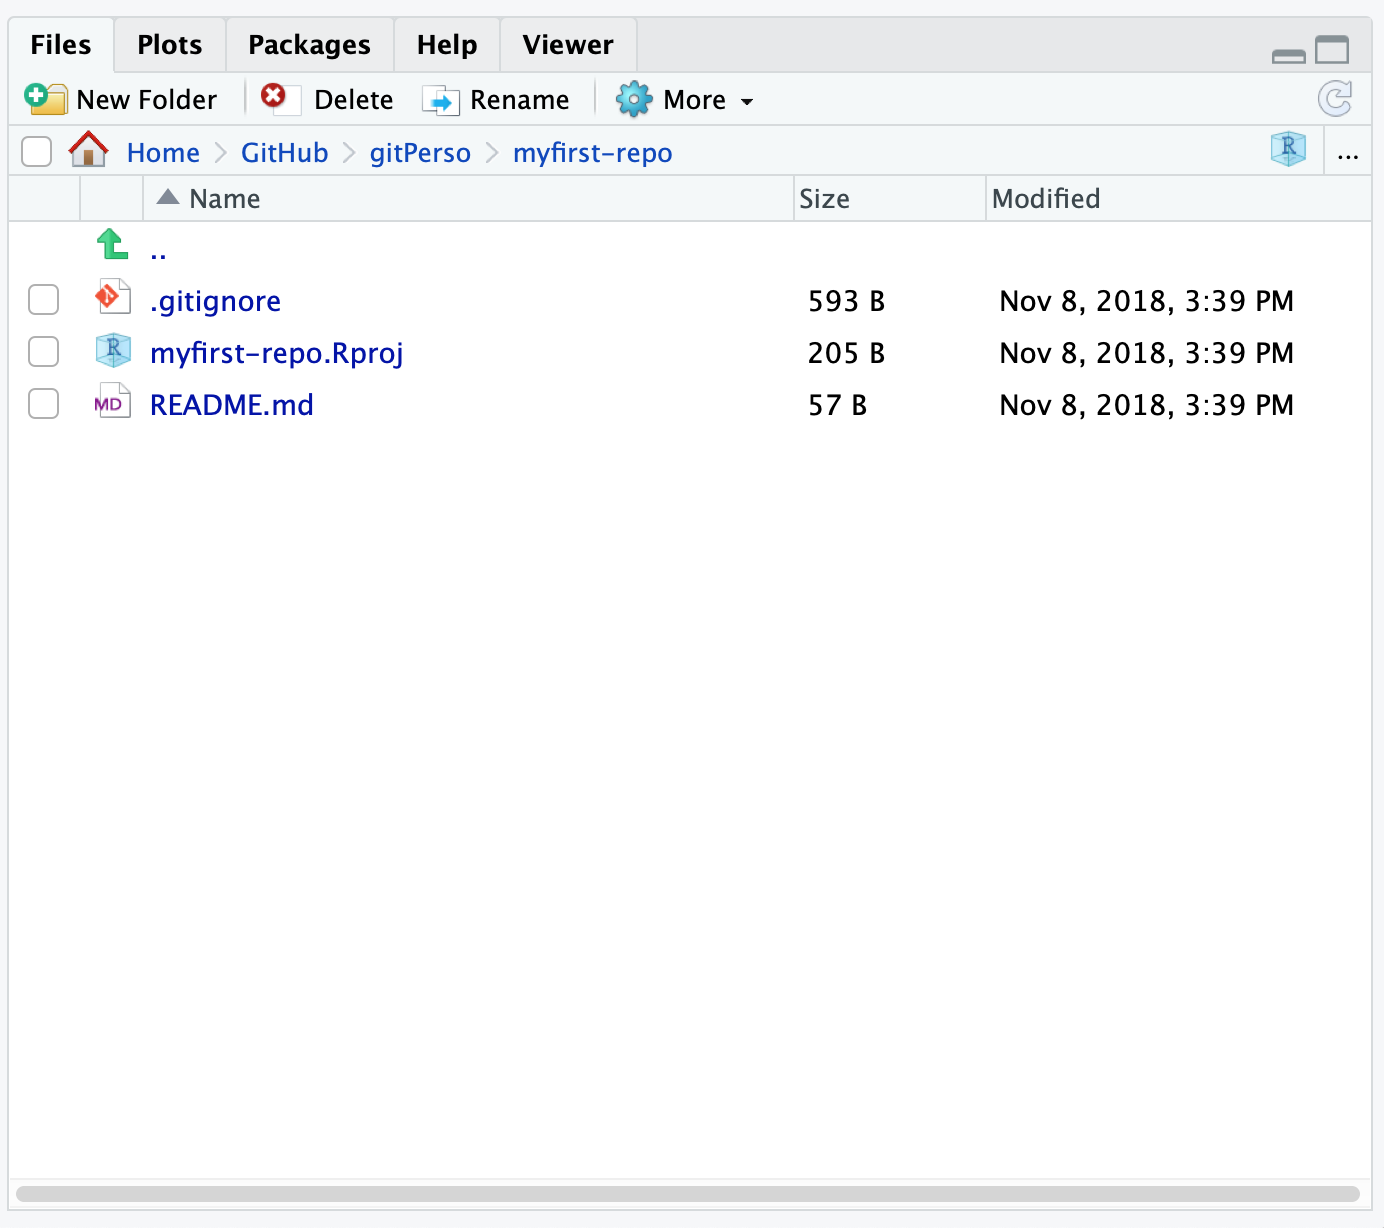 Files Plots Packages Help Viewer
New Folder Delete Rename More
Home GitHub gitPerso myfirst-repo R ...
Name Size Modified
..
.gitignore 593 B Nov 8, 2018, 3:39 PM
R myfirst-repo.Rproj 205 B Nov 8, 2018, 3:39 PM
MD README.md 57 B Nov 8, 2018, 3:39 PM